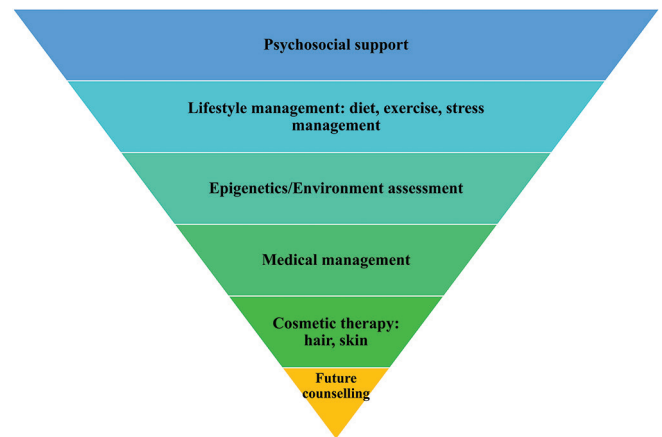 Psychosocial support
Lifestyle management: diet, exercise, stress
management
Epigenetics/Environment assessment
Medical management
Cosmetic therapy:
hair, skin
Future
counselling